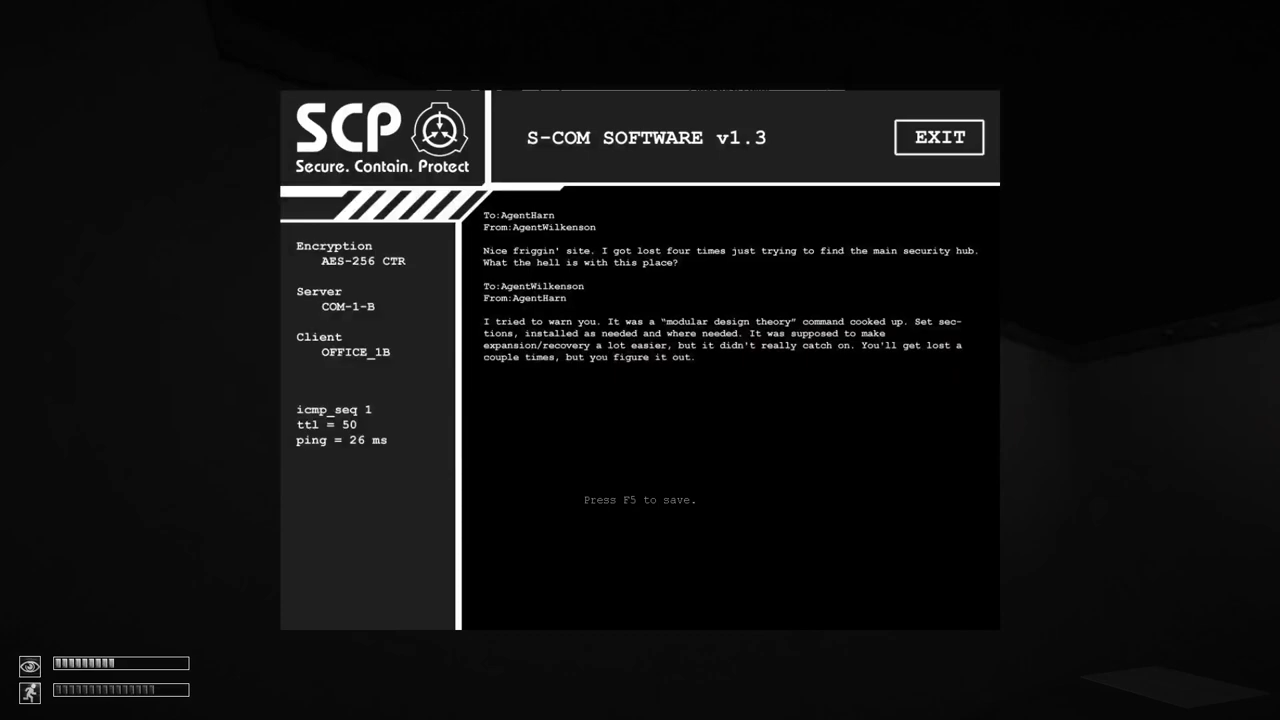 SCP
Secure. Contain. Protect
S-COM SOFTWARE v1.3
EXIT
Encryption
AES-256 CTR
Server
COM-1-B
Client
OFFICE_1B
icmp_seq 1
ttl = 50
ping = 26 ms
To:AgentHarn
From:AgentWilkenson
Nice friggin' site. I got lost four times just trying to find the main security hub.
What the hell is with this place?
To:AgentWilkenson
From:AgentHarn
I tried to warn you. It was a “modular design theory” command cooked up. Set sec-
tions, installed as needed and where needed. It was supposed to make
expansion/recovery a lot easier, but it didn't really catch on. You'll get lost a
couple times, but you figure it out.
Press F5 to save.